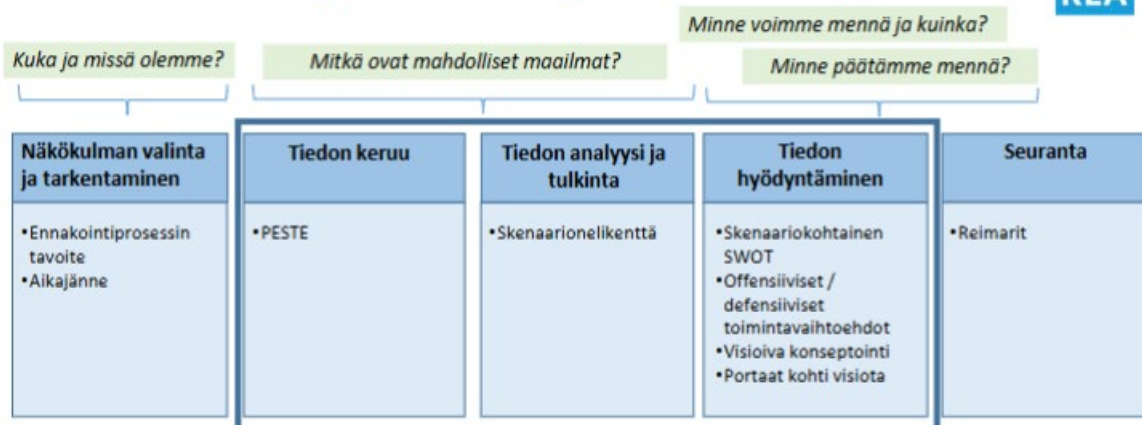 Minne voimme mennä ja kuinka?
Kuka ja missä olemme?
Mitkä ovat mahdolliset maailmat?
Minne päätämme mennä?
Näkökulman valinta
ja tarkentaminen
•Ennakointiprosessin
tavoite
•Aikajänne
Tiedon keruu
•PESTE
Tiedon analyysi ja
tulkinta
•Skenaarionelikenttä
Tiedon
hyödyntäminen
•Skenaariokohtainen
SWOT
•Offensiiviset /
defensiiviset
toimintavaihtoehdot
•Visioiva konseptointi
•Portaat kohti visiota
Seuranta
•Reimarit